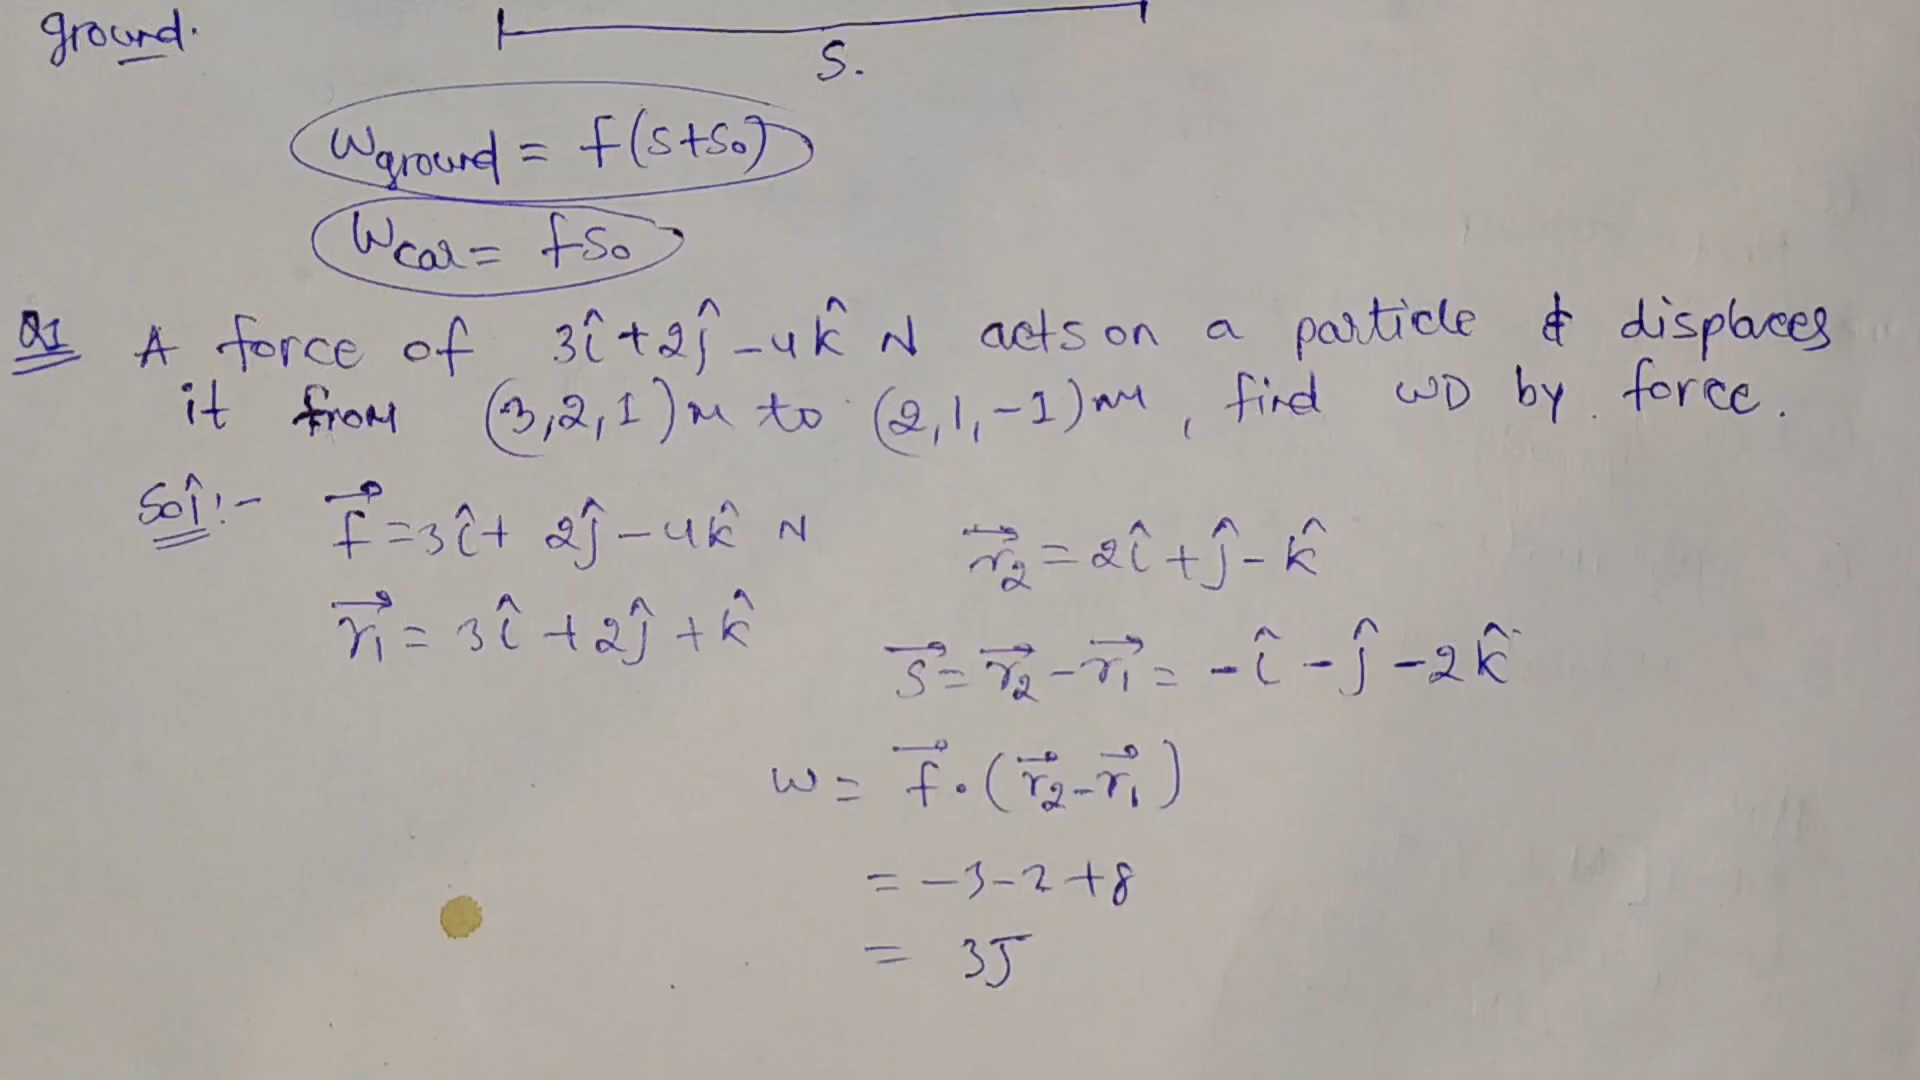 ground.
S.
Wground = f(s+s₀)
Wcar = fs₀
Q1 A force of 3î+2ĵ-4k̂ N acts on a particle & displaces
it from (3,2,1)m to (2,1,-1)m, find WD by force.
Sol:- f⃗ = 3î + 2ĵ - 4k̂ N
r⃗₂ = 2î + ĵ - k̂
r⃗₁ = 3î + 2ĵ + k̂
s⃗ = r⃗₂ - r⃗₁ = -î - ĵ - 2k̂
w = f⃗ . (r⃗₂ - r⃗₁)
= -3-2+8
= 3J